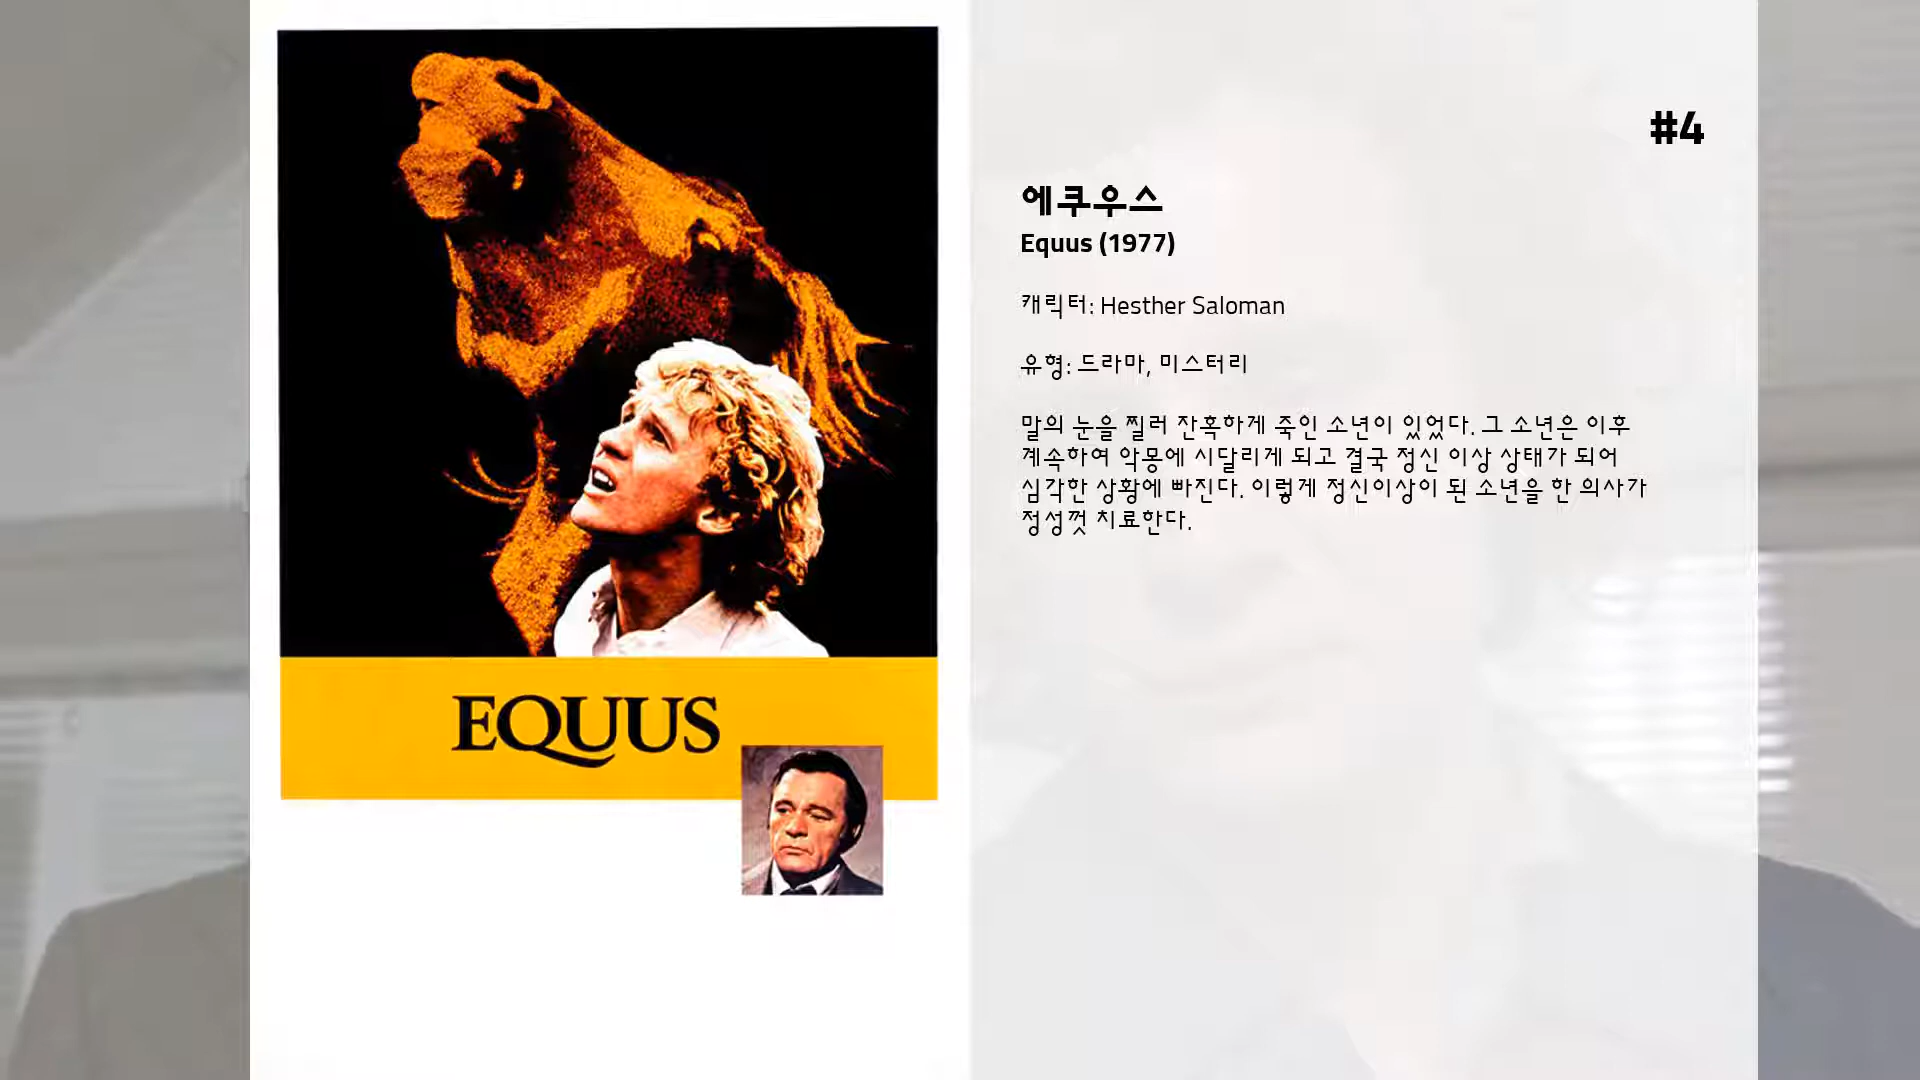 #4
에쿠우스
Equus (1977)
캐릭터: Hesther Saloman
유형: 드라마, 미스터리
말의 눈을 찔러 잔혹하게 죽인 소년이 있었다. 그 소년은 이후
계속하여 악몽에 시달리게 되고 결국 정신 이상 상태가 되어
심각한 상황에 빠진다. 이렇게 정신이상이 된 소년을 한 의사가
정성껏 치료한다.
EQUUS